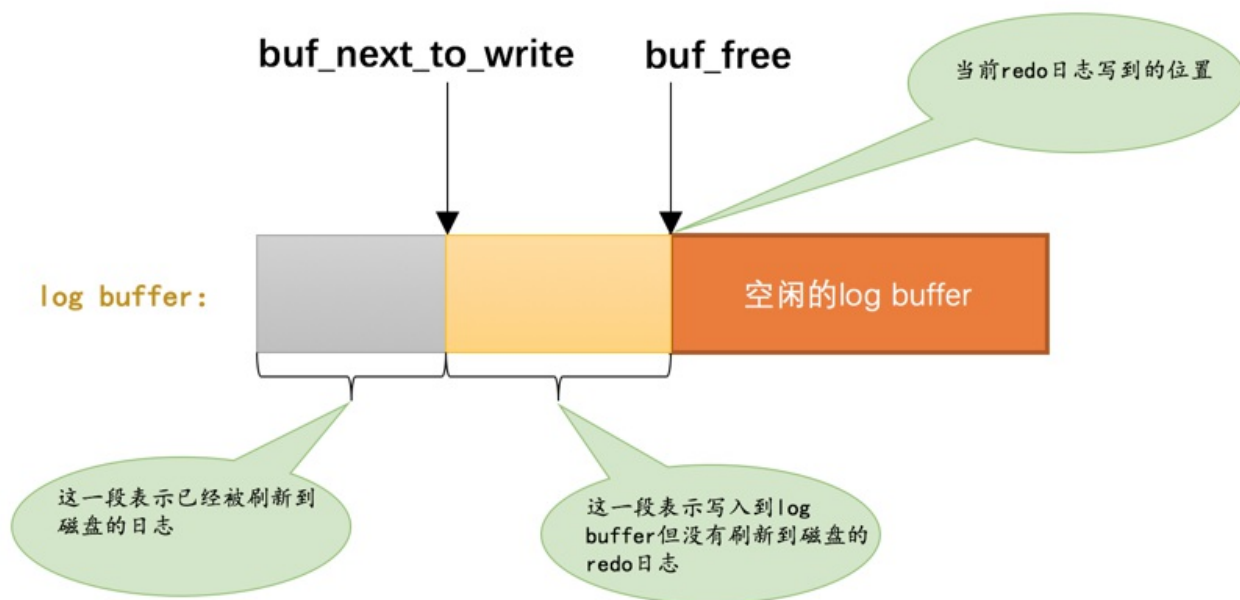 buf_next_to_write
buf_free
当前redo日志写到的位置
log buffer:
空闲的log buffer
这一段表示已经被刷新到
磁盘的日志
这一段表示写入到log
buffer但没有刷新到磁盘的
redo日志